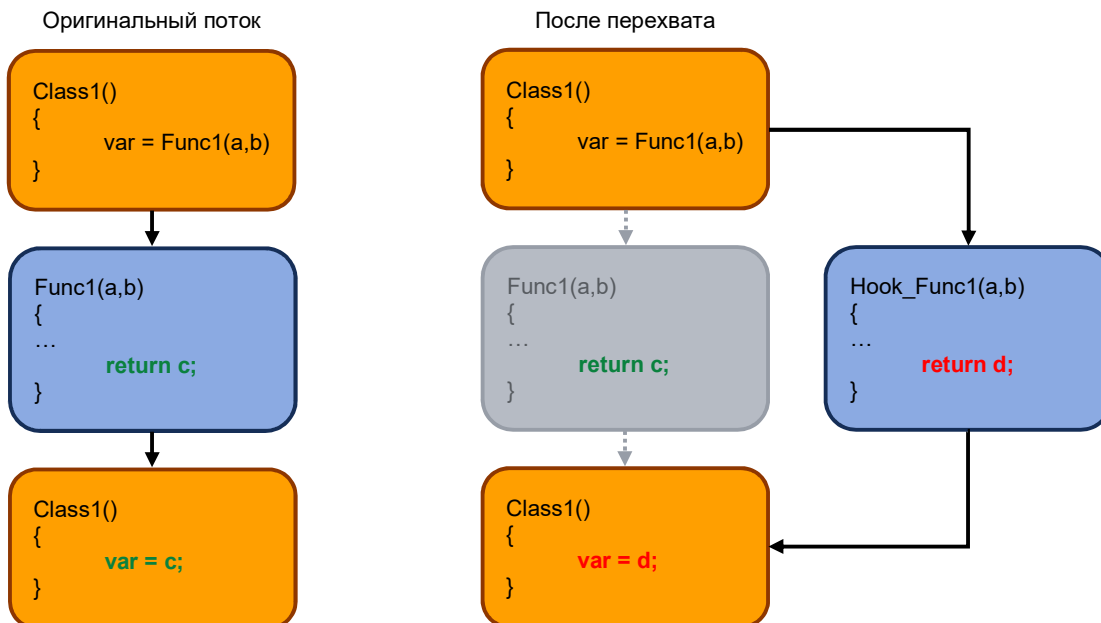 Оригинальный поток
Class1()
{
var = Func1(a,b)
}
Func1(a,b)
{
…
return c;
}
Class1()
{
var = c;
}
После перехвата
Class1()
{
var = Func1(a,b)
}
Func1(a,b)
{
…
return c;
}
Hook_Func1(a,b)
{
…
return d;
}
Class1()
{
var = d;
}